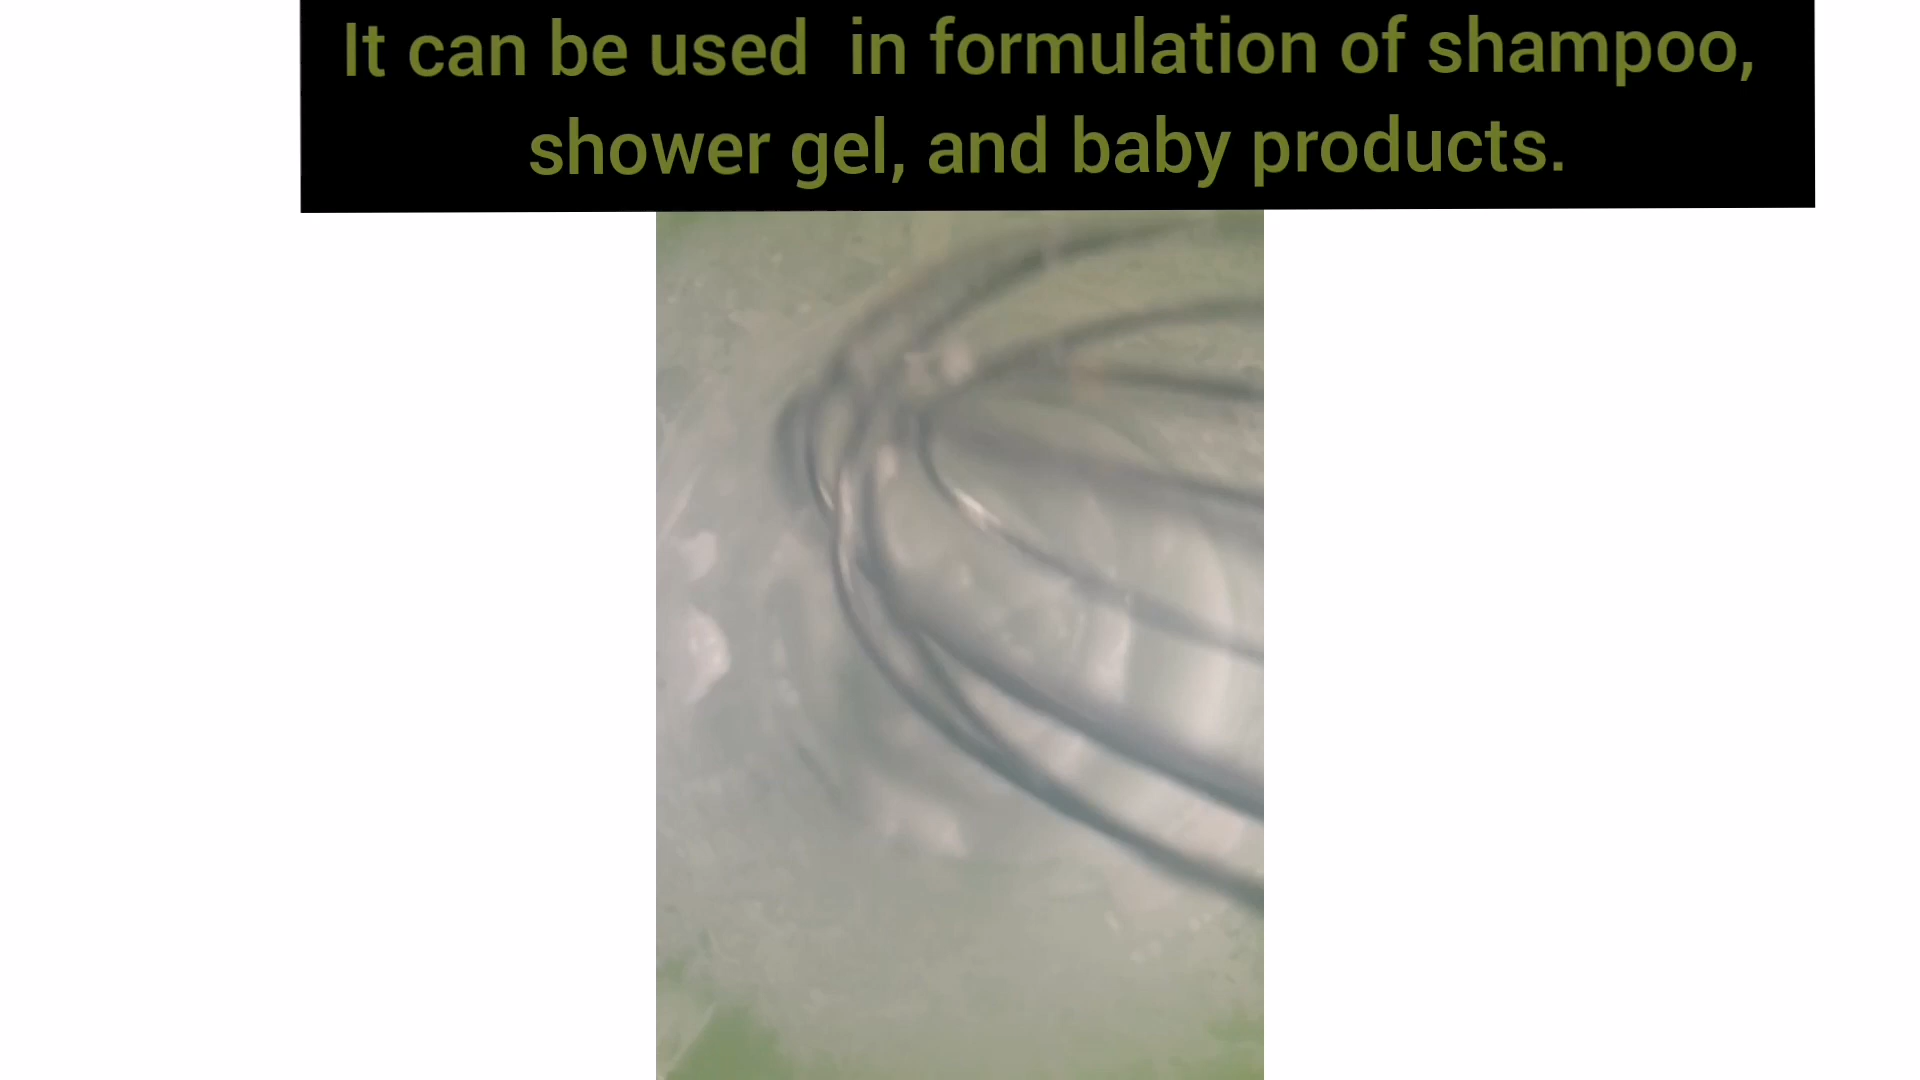 It can be used  in formulation of shampoo,
shower gel, and baby products.